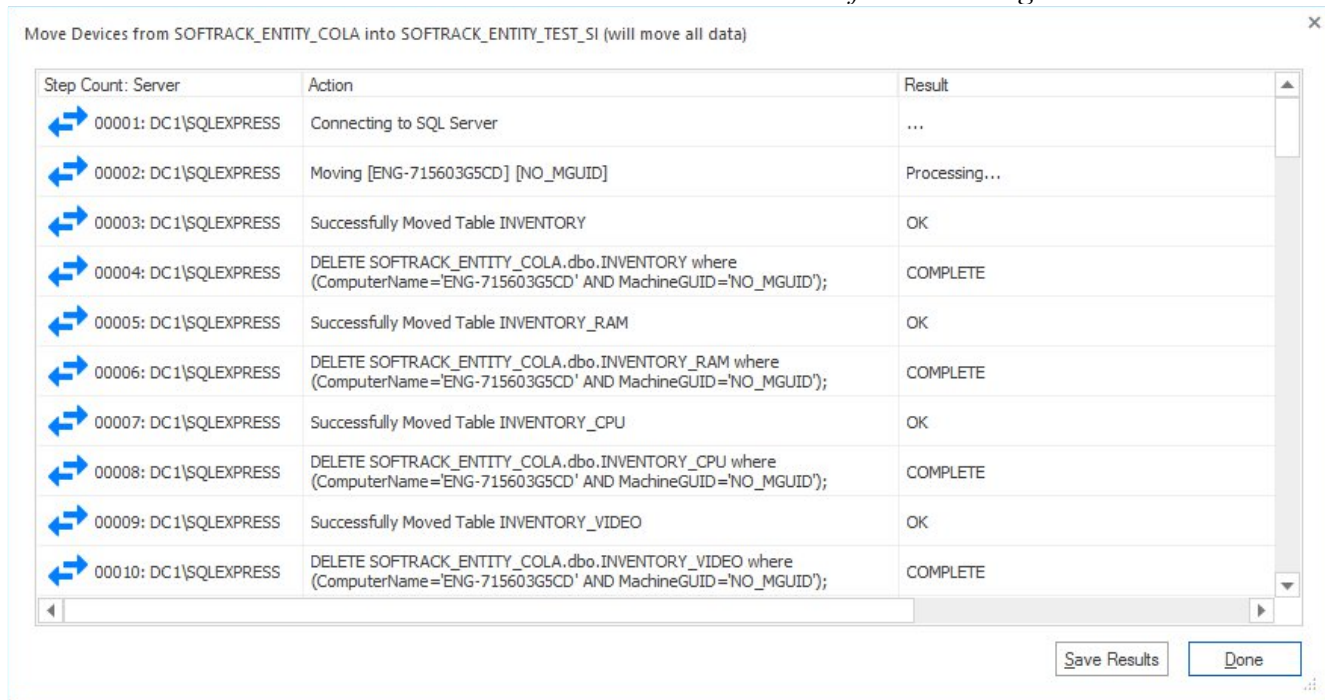 Move Devices from SOFTRACK_ENTITY_COLA into SOFTRACK_ENTITY_TEST_SI (will move all data)
Step Count: Server Action Result
00001: DC1\SQLEXPRESS Connecting to SQL Server ...
00002: DC1\SQLEXPRESS Moving [ENG-715603G5CD] [NO_MGUID] Processing...
00003: DC1\SQLEXPRESS Successfully Moved Table INVENTORY OK
00004: DC1\SQLEXPRESS DELETE SOFTRACK_ENTITY_COLA.dbo.INVENTORY where
(ComputerName='ENG-715603G5CD' AND MachineGUID='NO_MGUID'); COMPLETE
00005: DC1\SQLEXPRESS Successfully Moved Table INVENTORY_RAM OK
00006: DC1\SQLEXPRESS DELETE SOFTRACK_ENTITY_COLA.dbo.INVENTORY_RAM where
(ComputerName='ENG-715603G5CD' AND MachineGUID='NO_MGUID'); COMPLETE
00007: DC1\SQLEXPRESS Successfully Moved Table INVENTORY_CPU OK
00008: DC1\SQLEXPRESS DELETE SOFTRACK_ENTITY_COLA.dbo.INVENTORY_CPU where
(ComputerName='ENG-715603G5CD' AND MachineGUID='NO_MGUID'); COMPLETE
00009: DC1\SQLEXPRESS Successfully Moved Table INVENTORY_VIDEO OK
00010: DC1\SQLEXPRESS DELETE SOFTRACK_ENTITY_COLA.dbo.INVENTORY_VIDEO where
(ComputerName='ENG-715603G5CD' AND MachineGUID='NO_MGUID'); COMPLETE
Save Results Done